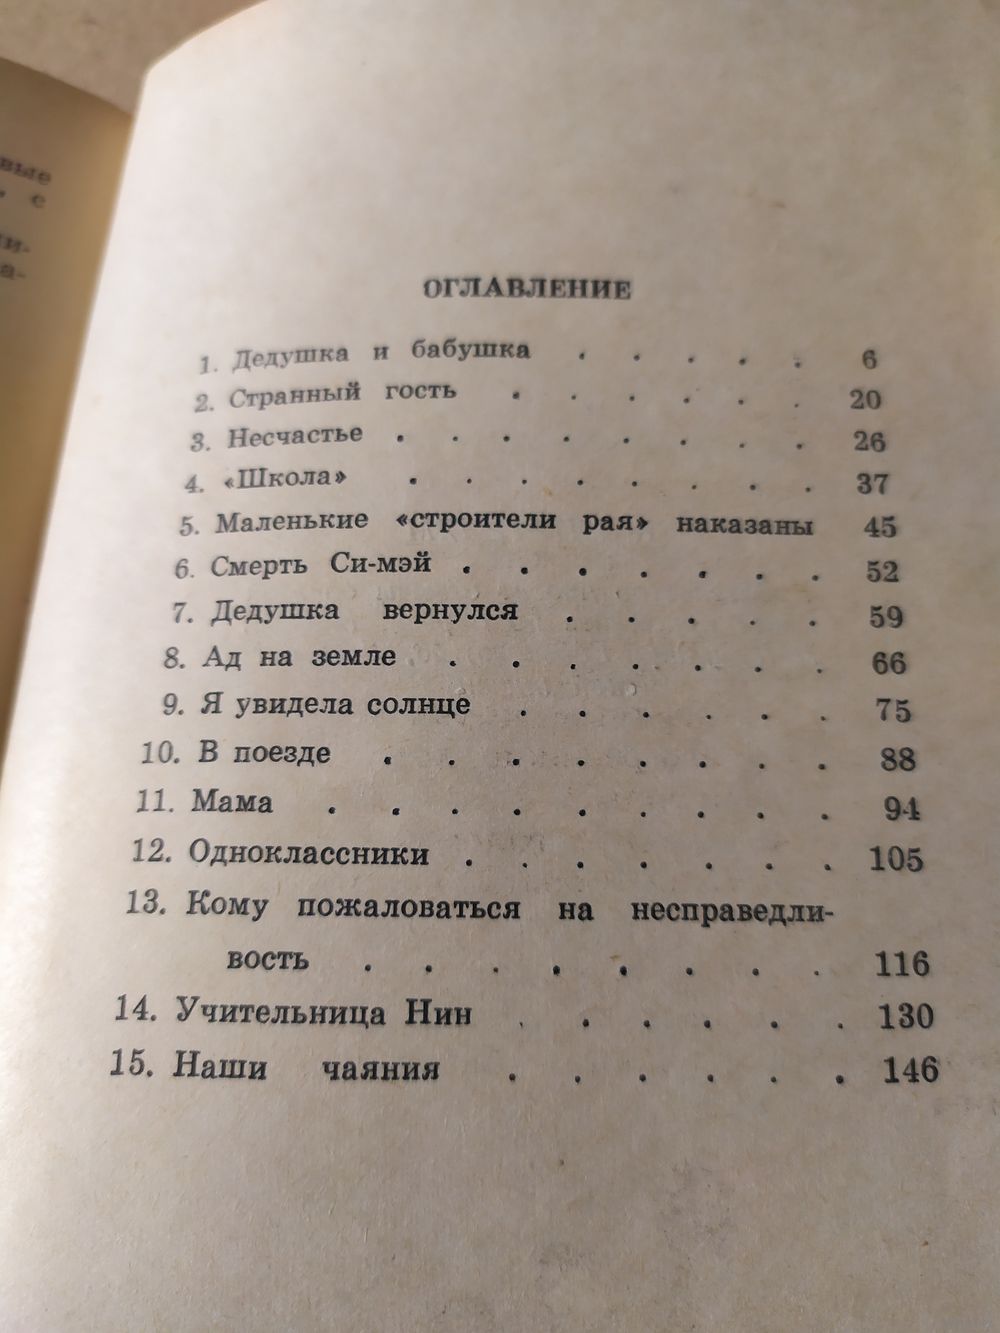 вые
с
ОГЛАВЛЕНИЕ
1. Дедушка и бабушка . . . . . 6
2. Странный гость . . . . . . 20
3. Несчастье . . . . . . . . 26
4. «Школа» . . . . . . . . 37
5. Маленькие «строители рая» наказаны 45
6. Смерть Си-мэй . . . . . . . 52
7. Дедушка вернулся . . . . . 59
8. Ад на земле . . . . . . . 66
9. Я увидела солнце . . . . . . 75
10. В поезде . . . . . . . . 88
11. Мама . . . . . . . . . 94
12. Одноклассники . . . . . . . 105
13. Кому пожаловаться на несправедли-
вость . . . . . . . . 116
14. Учительница Нин . . . . . . 130
15. Наши чаяния . . . . . . 146